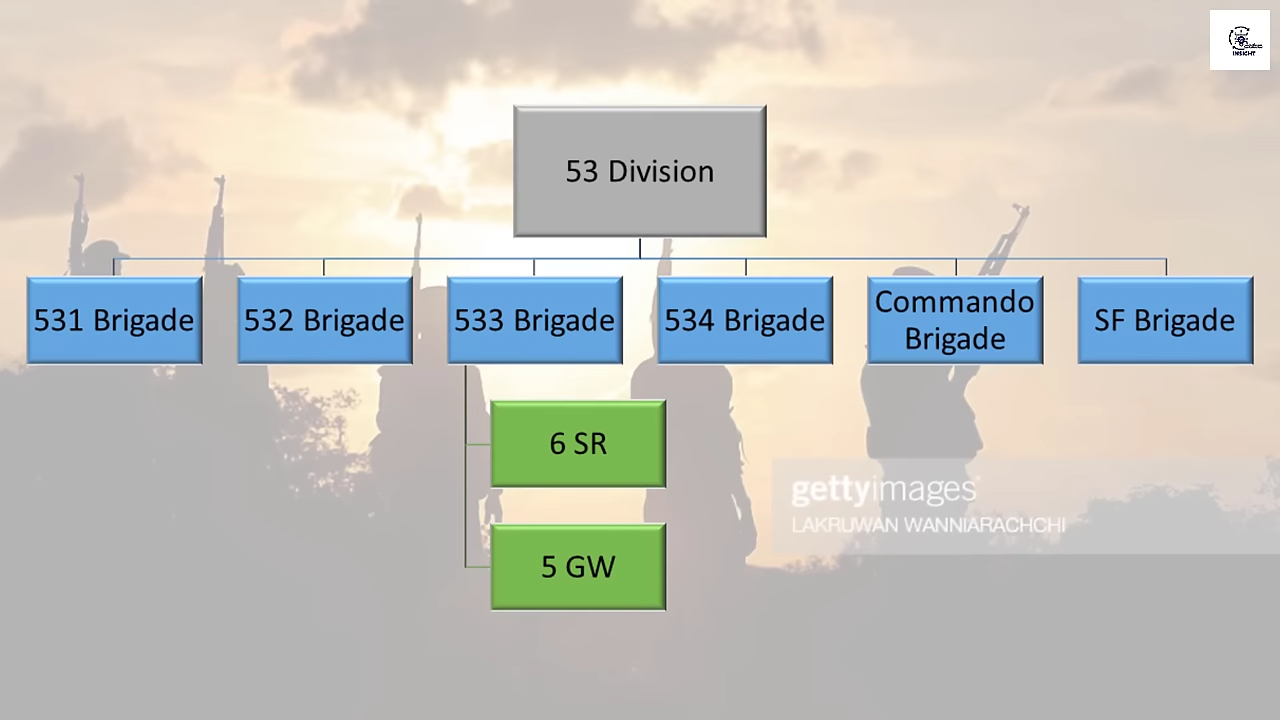 INSIGHT
53 Division
531 Brigade
532 Brigade
533 Brigade
534 Brigade
Commando
Brigade
SF Brigade
6 SR
5 GW
gettyimages
LAKRUWAN WANNIARACHCHI